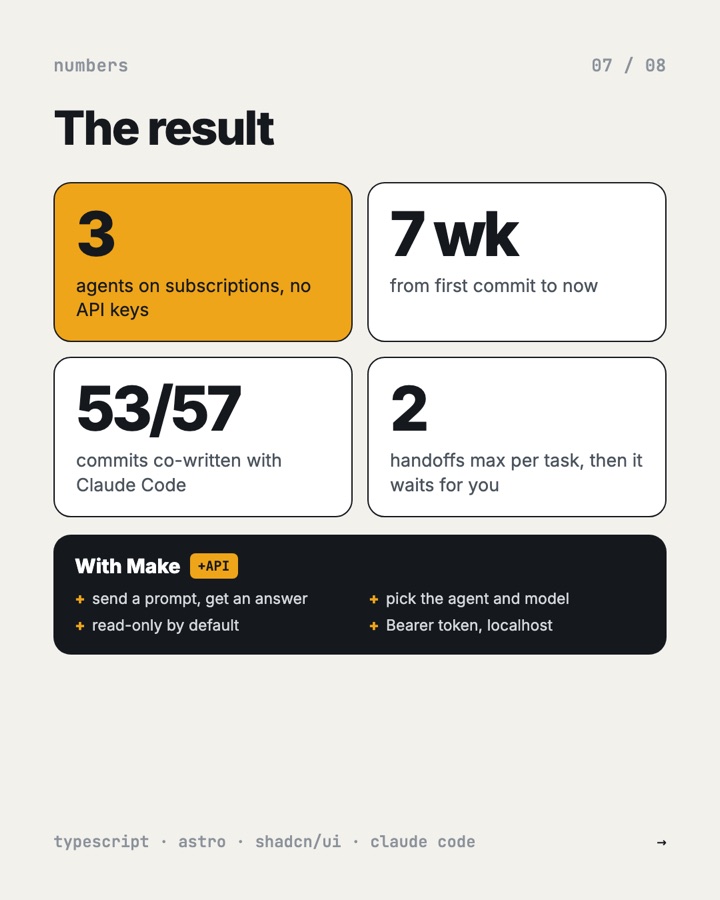 numbers
07 / 08
The result
3
agents on subscriptions, no
API keys
7 wk
from first commit to now
53/57
commits co-written with
Claude Code
2
handoffs max per task, then it
waits for you
With Make +API
+ send a prompt, get an answer
+ pick the agent and model
+ read-only by default
+ Bearer token, localhost
typescript · astro · shadcn/ui · claude code
→